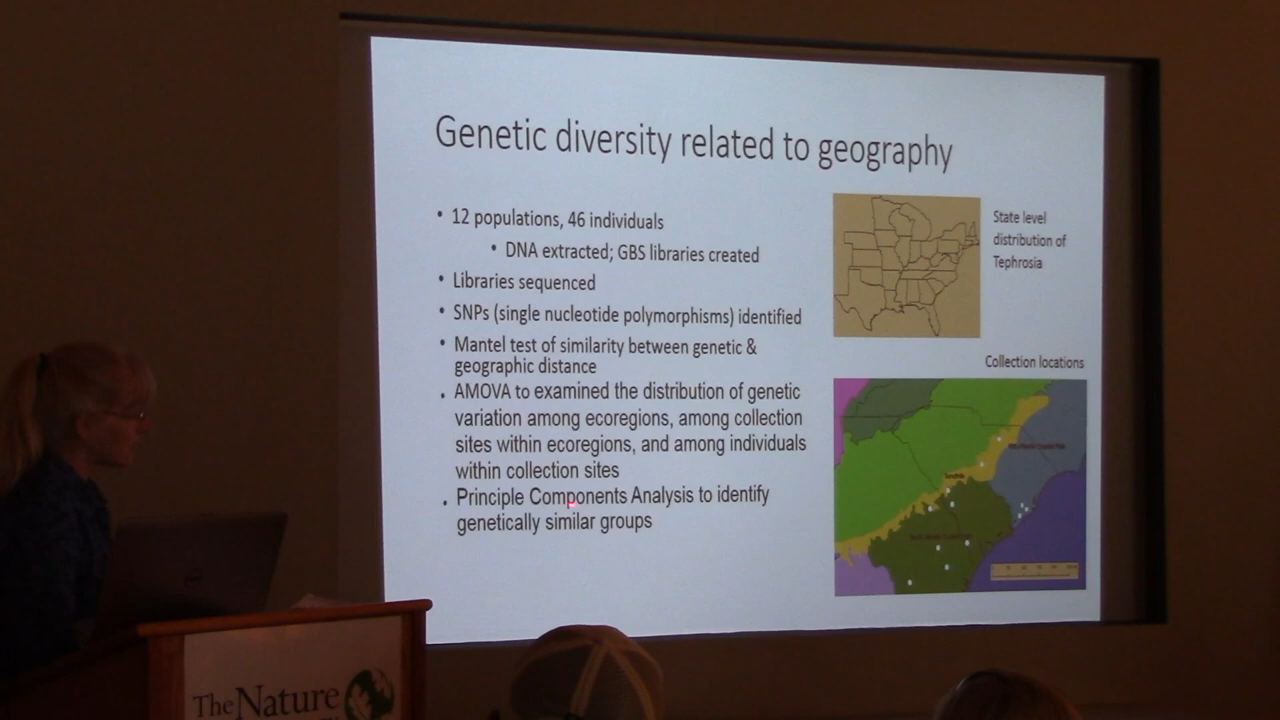 Genetic diversity related to geography
• 12 populations, 46 individuals
• DNA extracted; GBS libraries created
• Libraries sequenced
• SNPs (single nucleotide polymorphisms) identified
• Mantel test of similarity between genetic &
geographic distance
• AMOVA to examined the distribution of genetic
variation among ecoregions, among collection
sites within ecoregions, and among individuals
within collection sites
• Principle Components Analysis to identify
genetically similar groups
State level
distribution of
Tephrosia
Collection locations
The Nature